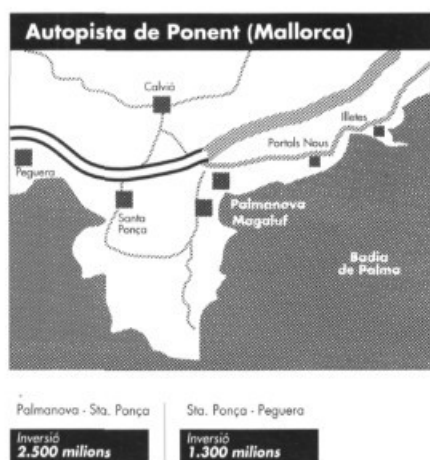 Autopista de Ponent (Mallorca)
Calvià
Illetes
Portals Nous
Peguera
Palmanova
Magaluf
Santa
Ponça
Badia
de Palma
Palmanova - Sta. Ponça
Sta. Ponça - Peguera
Inversió
2.500 milions
Inversió
1.300 milions